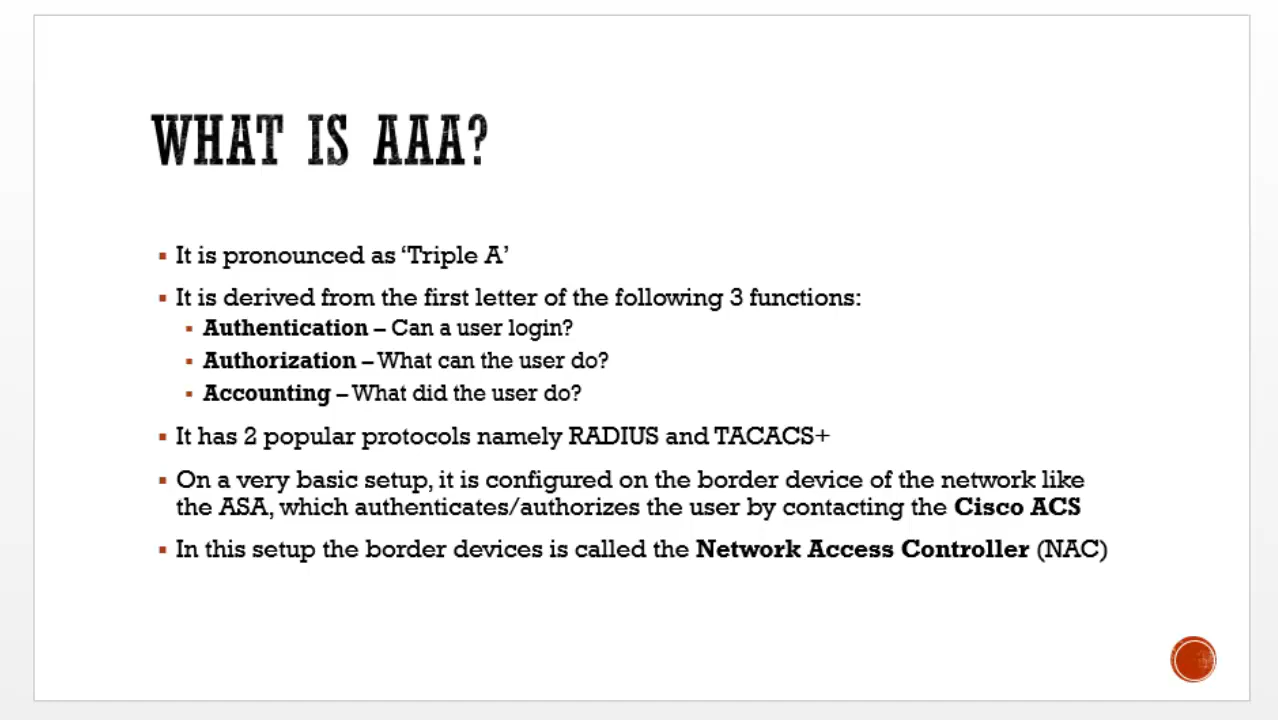 WHAT IS AAA?
▪ It is pronounced as ‘Triple A’
▪ It is derived from the first letter of the following 3 functions:
▪ Authentication – Can a user login?
▪ Authorization – What can the user do?
▪ Accounting – What did the user do?
▪ It has 2 popular protocols namely RADIUS and TACACS+
▪ On a very basic setup, it is configured on the border device of the network like
the ASA, which authenticates/authorizes the user by contacting the Cisco ACS
▪ In this setup the border devices is called the Network Access Controller (NAC)